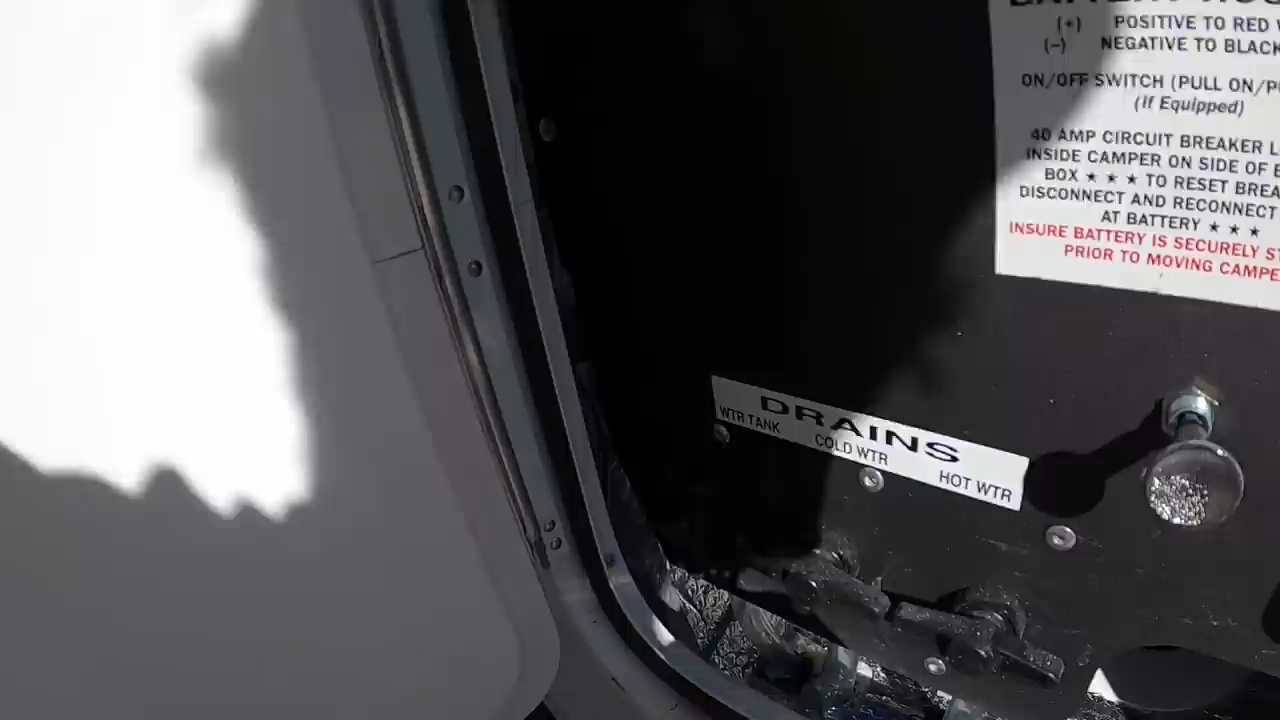 (+) POSITIVE TO RED
(–) NEGATIVE TO BLACK
ON/OFF SWITCH (PULL ON/
(If Equipped)
40 AMP CIRCUIT BREAKER
INSIDE CAMPER ON SIDE OF
BOX ★ ★ ★ TO RESET
DISCONNECT AND RECONNECT
AT BATTERY ★ ★ ★
INSURE BATTERY IS SECURELY
PRIOR TO MOVING
DRAINS
WTR TANK COLD WTR HOT WTR